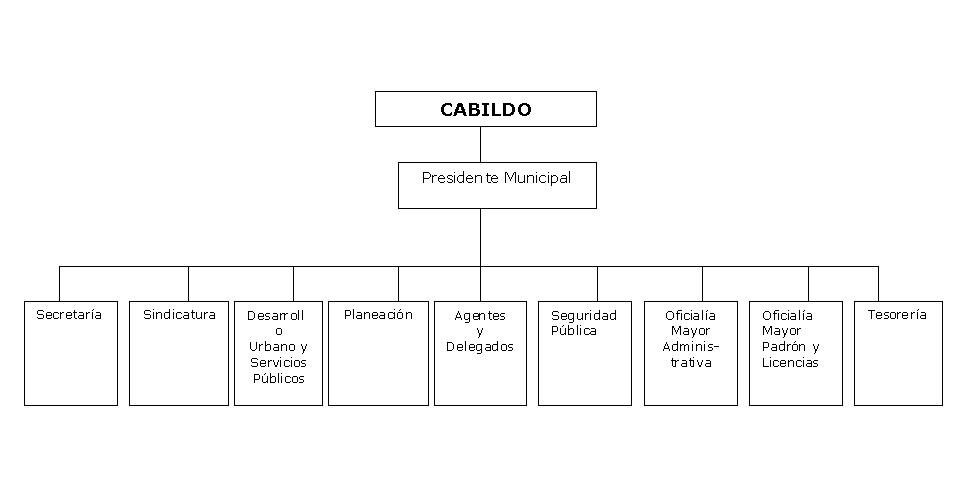 CABILDO
Presidente Municipal
Secretaría
Sindicatura
Desarroll
o
Urbano y
Servicios
Públicos
Planeación
Agentes
y
Delegados
Seguridad
Pública
Oficialía
Mayor
Adminis-
trativa
Oficialía
Mayor
Padrón y
Licencias
Tesorería